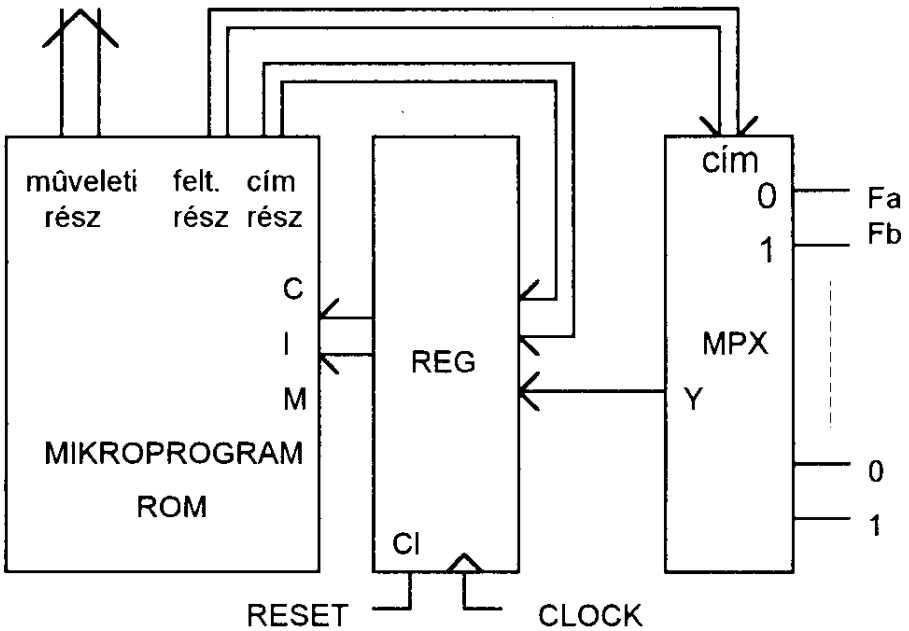 mûveleti rész
felt. rész
cím rész
C
I
M
MIKROPROGRAM
ROM
REG
Cl
RESET
CLOCK
cím
0
1
MPX
Y
Fa
Fb
0
1